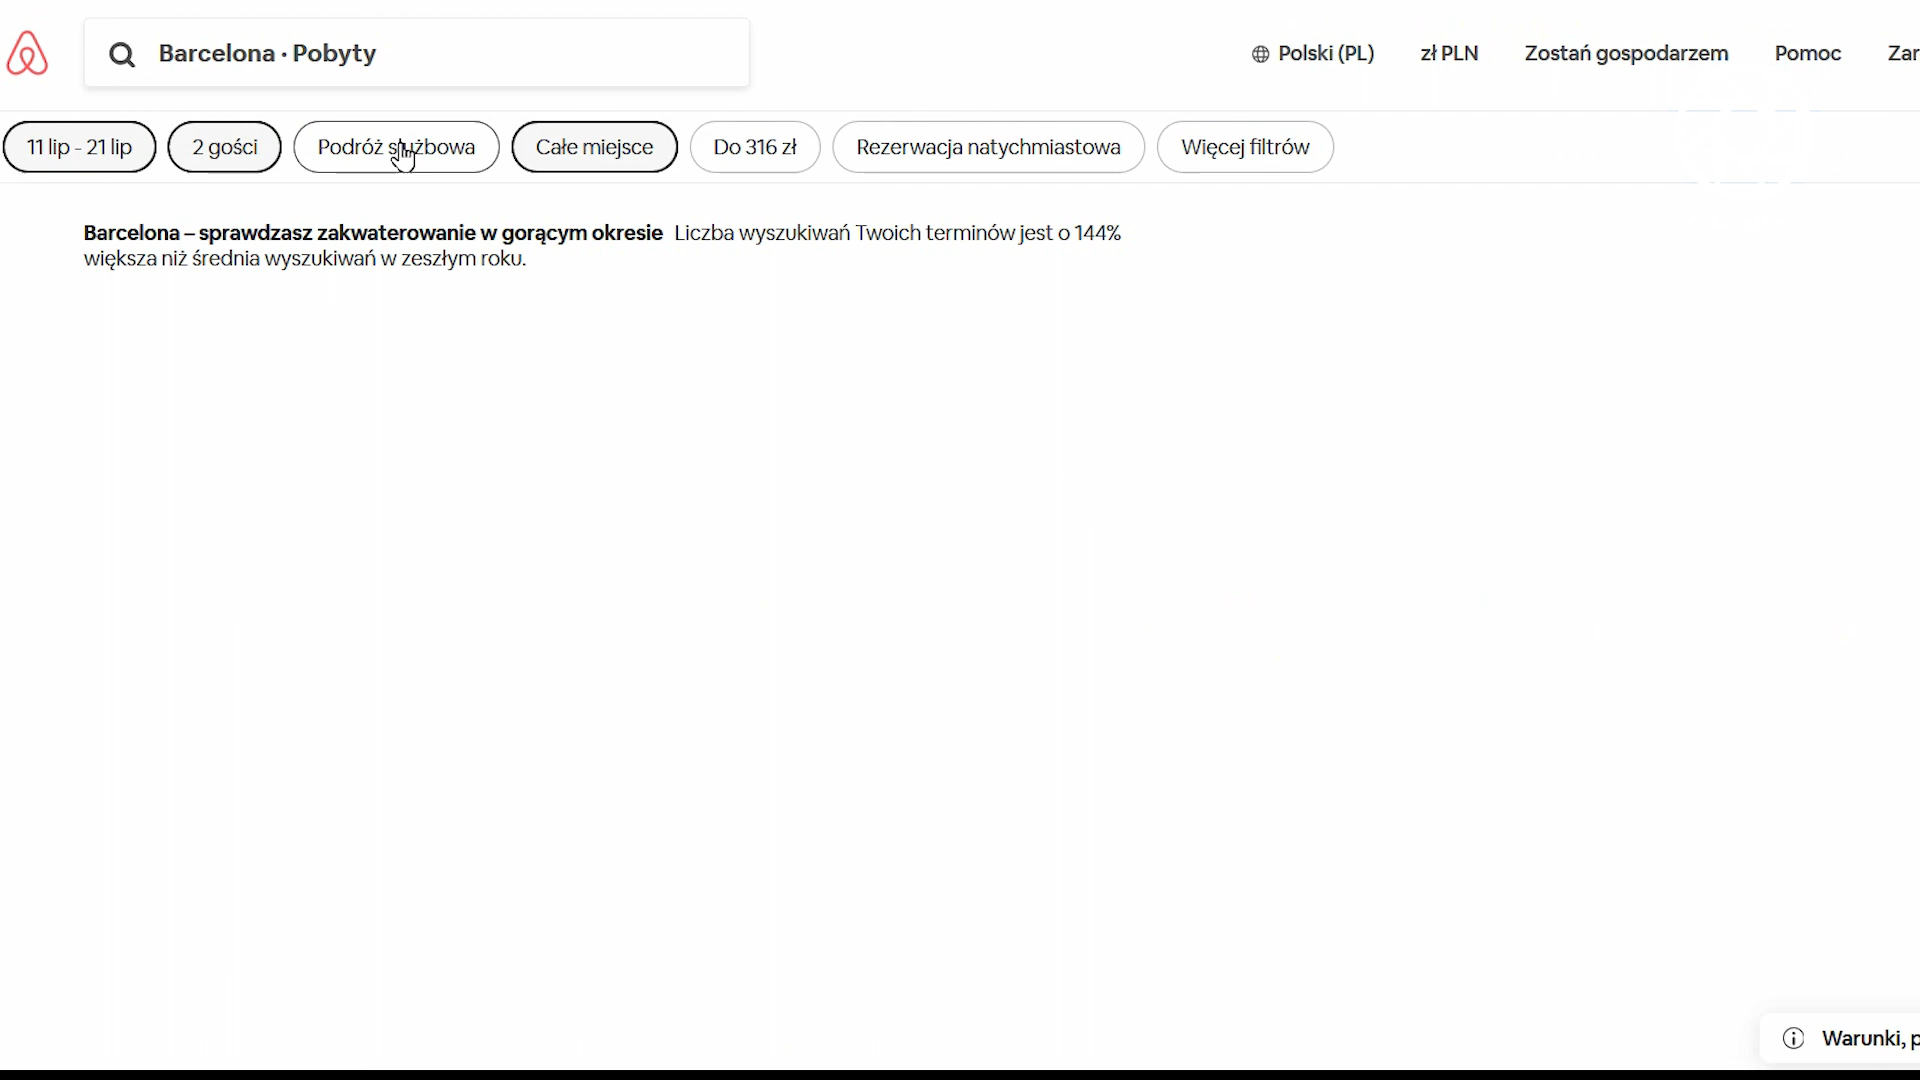 Barcelona · Pobyty
Polski (PL)
zł PLN
Zostań gospodarzem
Pomoc
11 lip - 21 lip
2 gości
Podróż służbowa
Całe miejsce
Do 316 zł
Rezerwacja natychmiastowa
Więcej filtrów
Barcelona – sprawdzasz zakwaterowanie w gorącym okresie Liczba wyszukiwań Twoich terminów jest o 144%
większa niż średnia wyszukiwań w zeszłym roku.
Warunki,